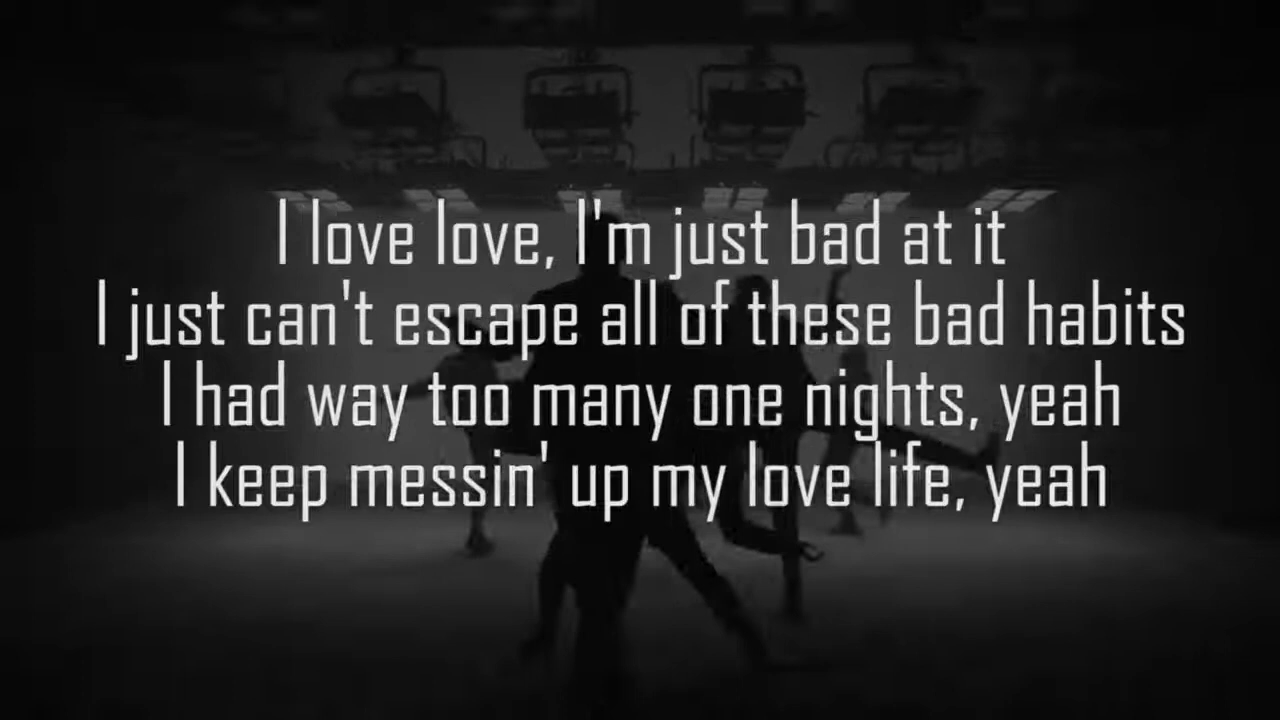 I love love, I'm just bad at it
I just can't escape all of these bad habits
I had way too many one nights, yeah
I keep messin' up my love life, yeah